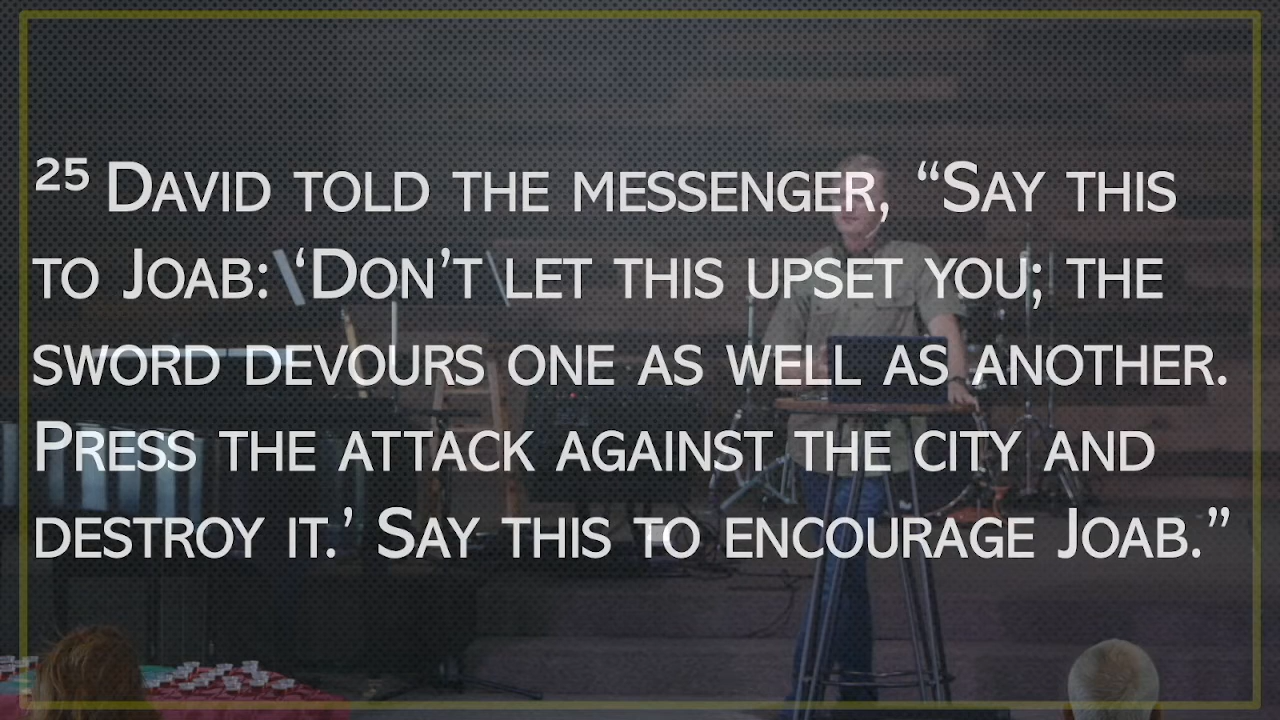 ²⁵ David told the messenger, “Say this
to Joab: ‘Don’t let this upset you; the
sword devours one as well as another.
Press the attack against the city and
destroy it.’ Say this to encourage Joab.”